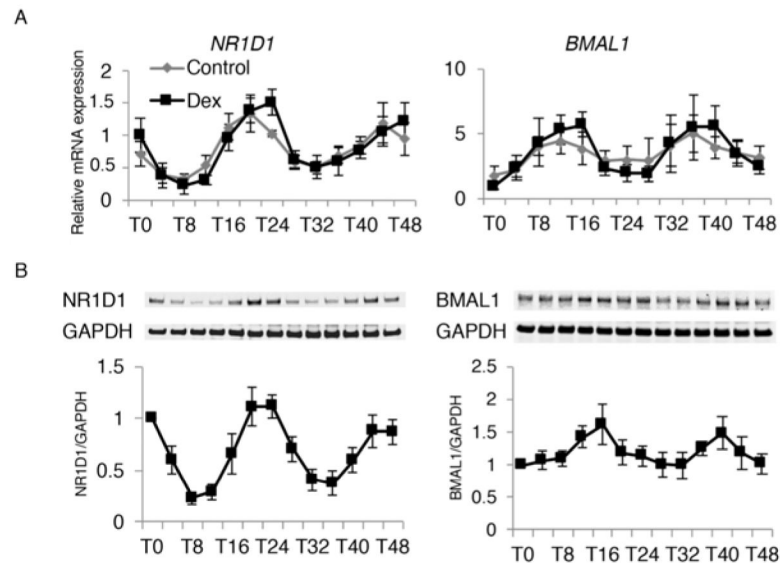 A
NR1D1
BMAL1
Relative mRNA expression
2
1.5
1
0.5
0
Control
Dex
T0 T8 T16 T24 T32 T40 T48
10
5
0
T0 T8 T16 T24 T32 T40 T48
B
NR1D1
GAPDH
BMAL1
GAPDH
NR1D1/GAPDH
1.5
1
0.5
0
T0 T8 T16 T24 T32 T40 T48
BMAL1/GAPDH
2.5
2
1.5
1
0.5
0
T0 T8 T16 T24 T32 T40 T48